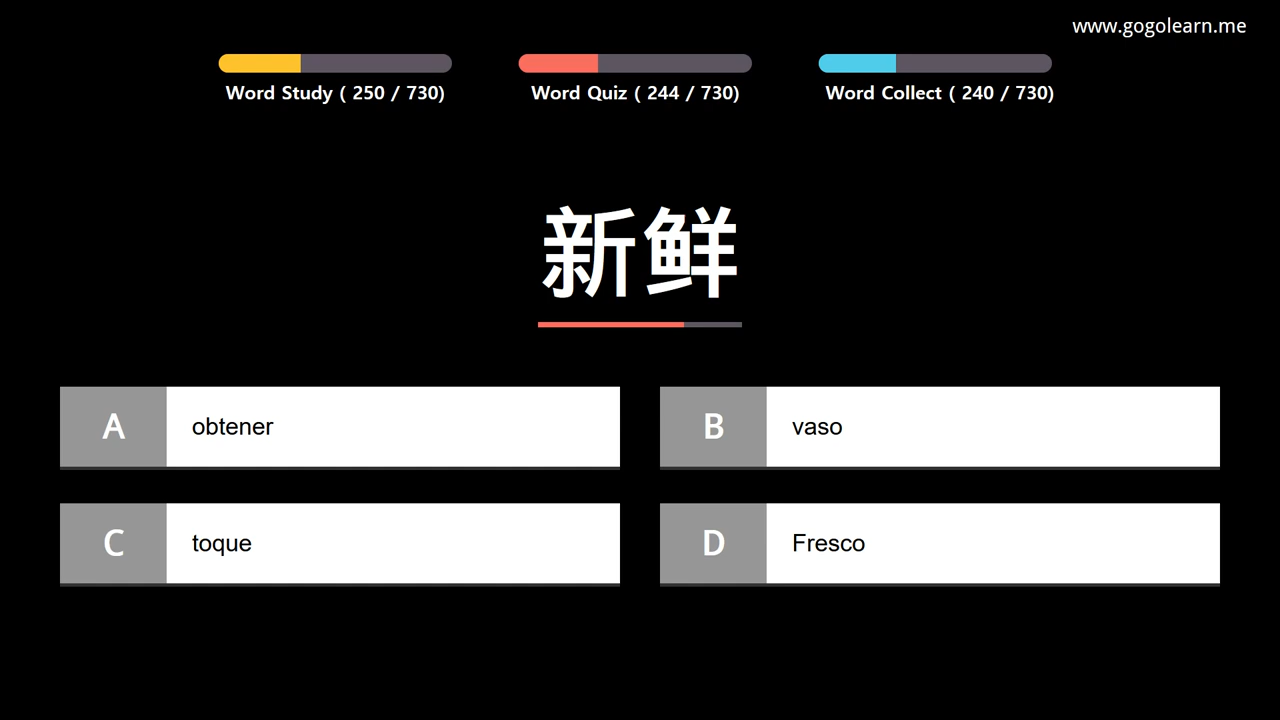 www.gogolearn.me
Word Study ( 250 / 730)
Word Quiz ( 244 / 730)
Word Collect ( 240 / 730)
新鲜
A obtener
B vaso
C toque
D Fresco